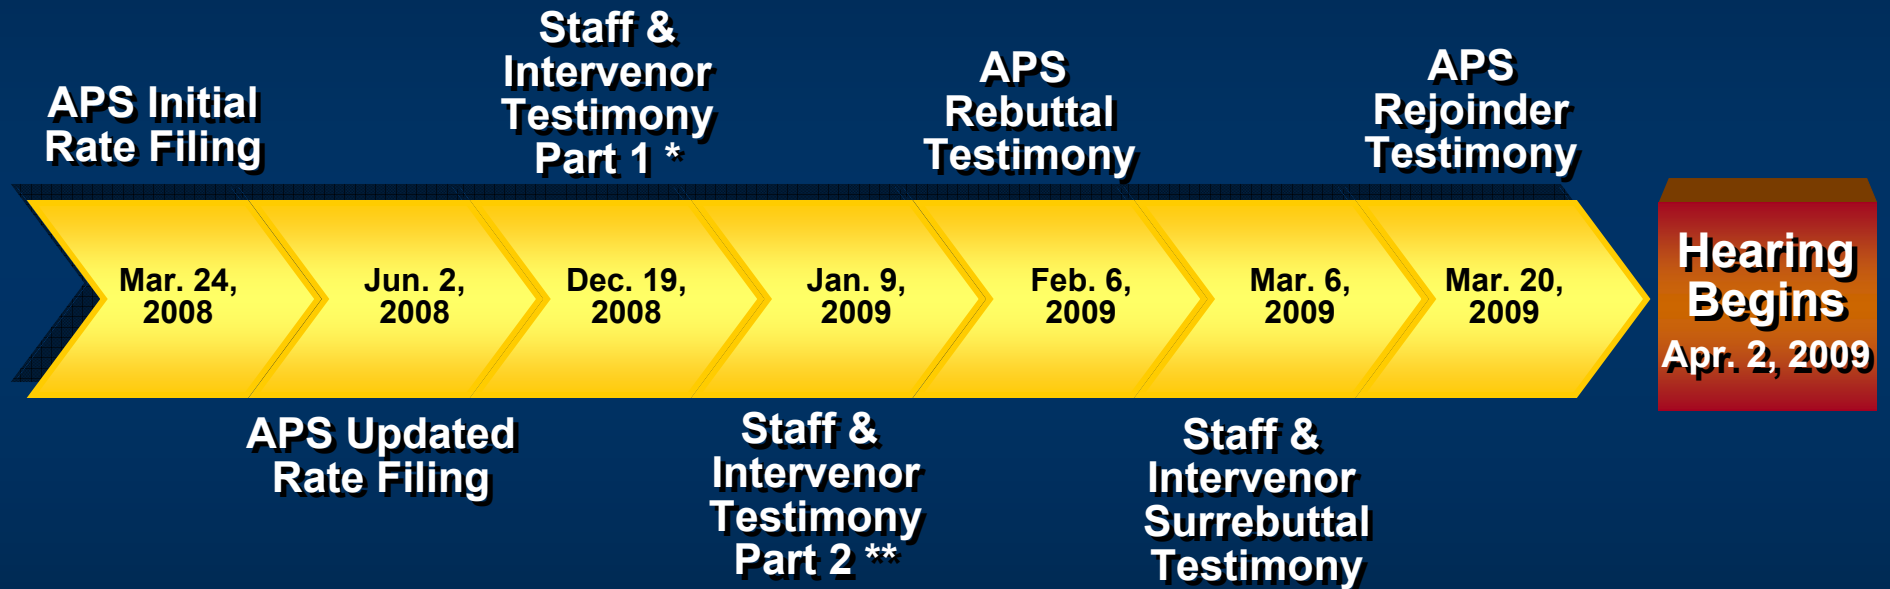 APS Initial
Rate Filing
Staff &
Intervenor
Testimony
Part 1 *
APS
Rebuttal
Testimony
APS
Rejoinder
Testimony
Mar. 24,
2008
Jun. 2,
2008
Dec. 19,
2008
Jan. 9,
2009
Feb. 6,
2009
Mar. 6,
2009
Mar. 20,
2009
Hearing
Begins
Apr. 2, 2009
APS Updated
Rate Filing
Staff &
Intervenor
Testimony
Part 2 **
Staff &
Intervenor
Surrebuttal
Testimony